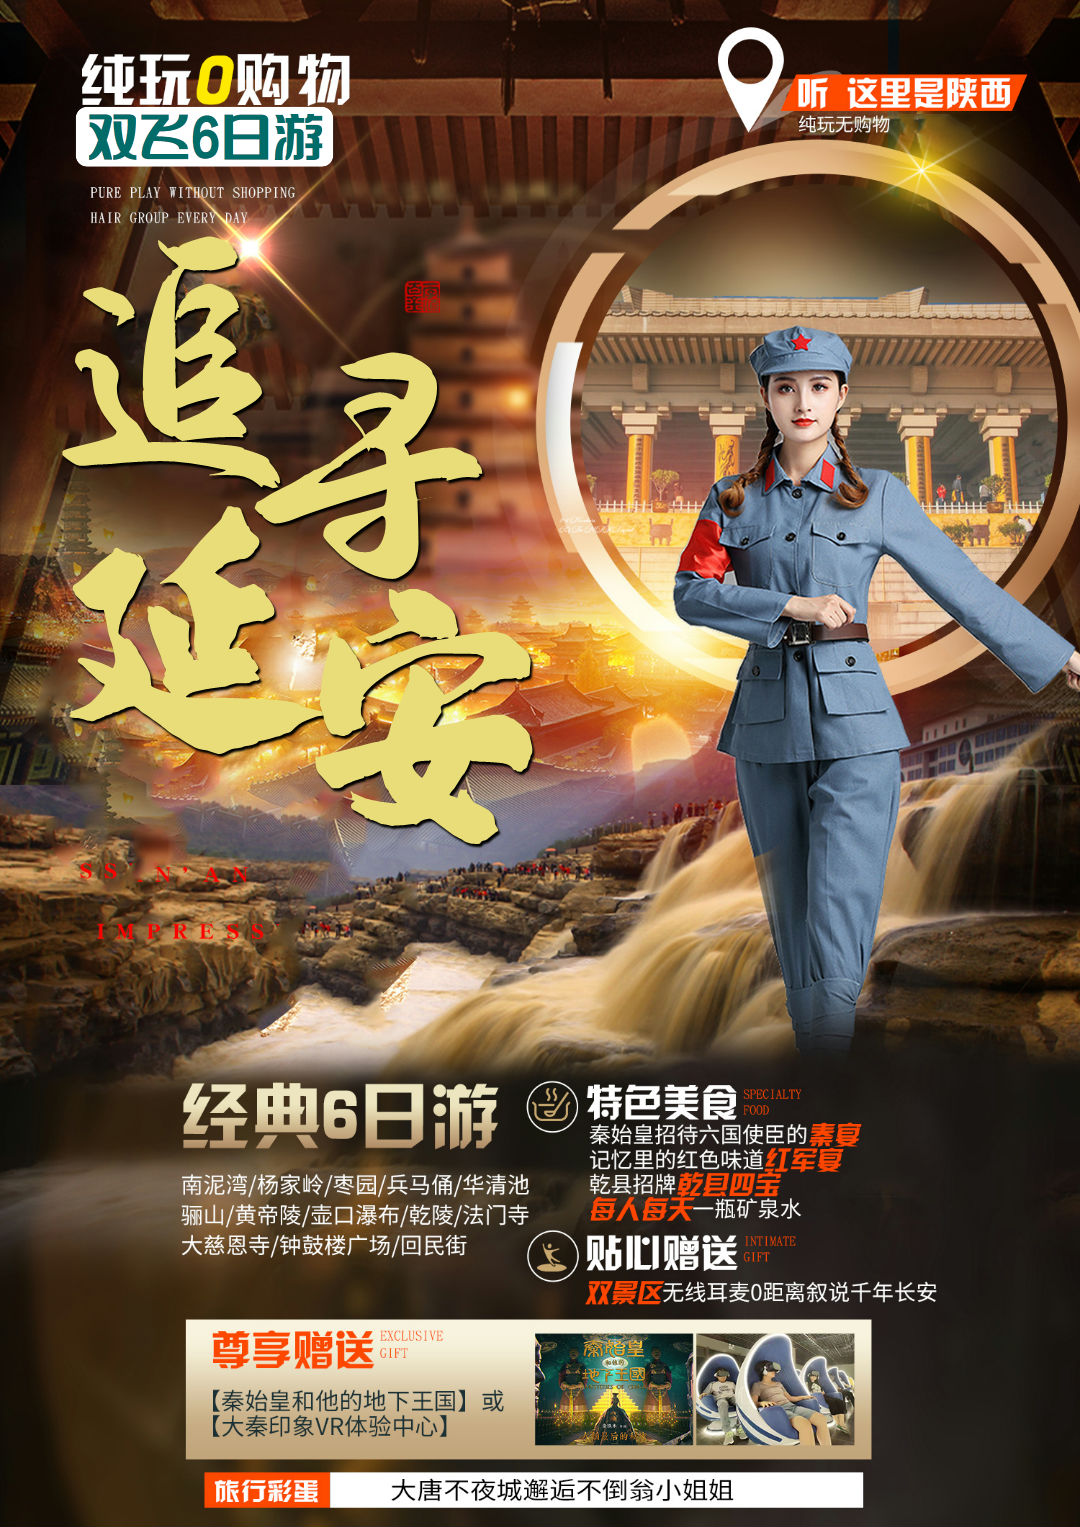 纯玩0购物
双飞6日游
PURE PLAY WITHOUT SHOPPING
HAIR GROUP EVERY DAY
听 这里是陕西
纯玩无购物
追寻
延安
SS N'AN
IMPRESS
经典6日游
南泥湾/杨家岭/枣园/兵马俑/华清池
骊山/黄帝陵/壶口瀑布/乾陵/法门寺
大慈恩寺/钟鼓楼广场/回民街
特色美食
SPECIALTY
FOOD
秦始皇招待六国使臣的秦宴
记忆里的红色味道红军宴
乾县招牌乾县四宝
每人每天一瓶矿泉水
贴心赠送
INTIMATE
GIFT
双景区无线耳麦0距离叙说千年长安
尊享赠送
EXCLUSIVE
GIFT
【秦始皇和他的地下王国】或
【大秦印象VR体验中心】
秦始皇
和他的
地下王國
旅行彩蛋
大唐不夜城邂逅不倒翁小姐姐